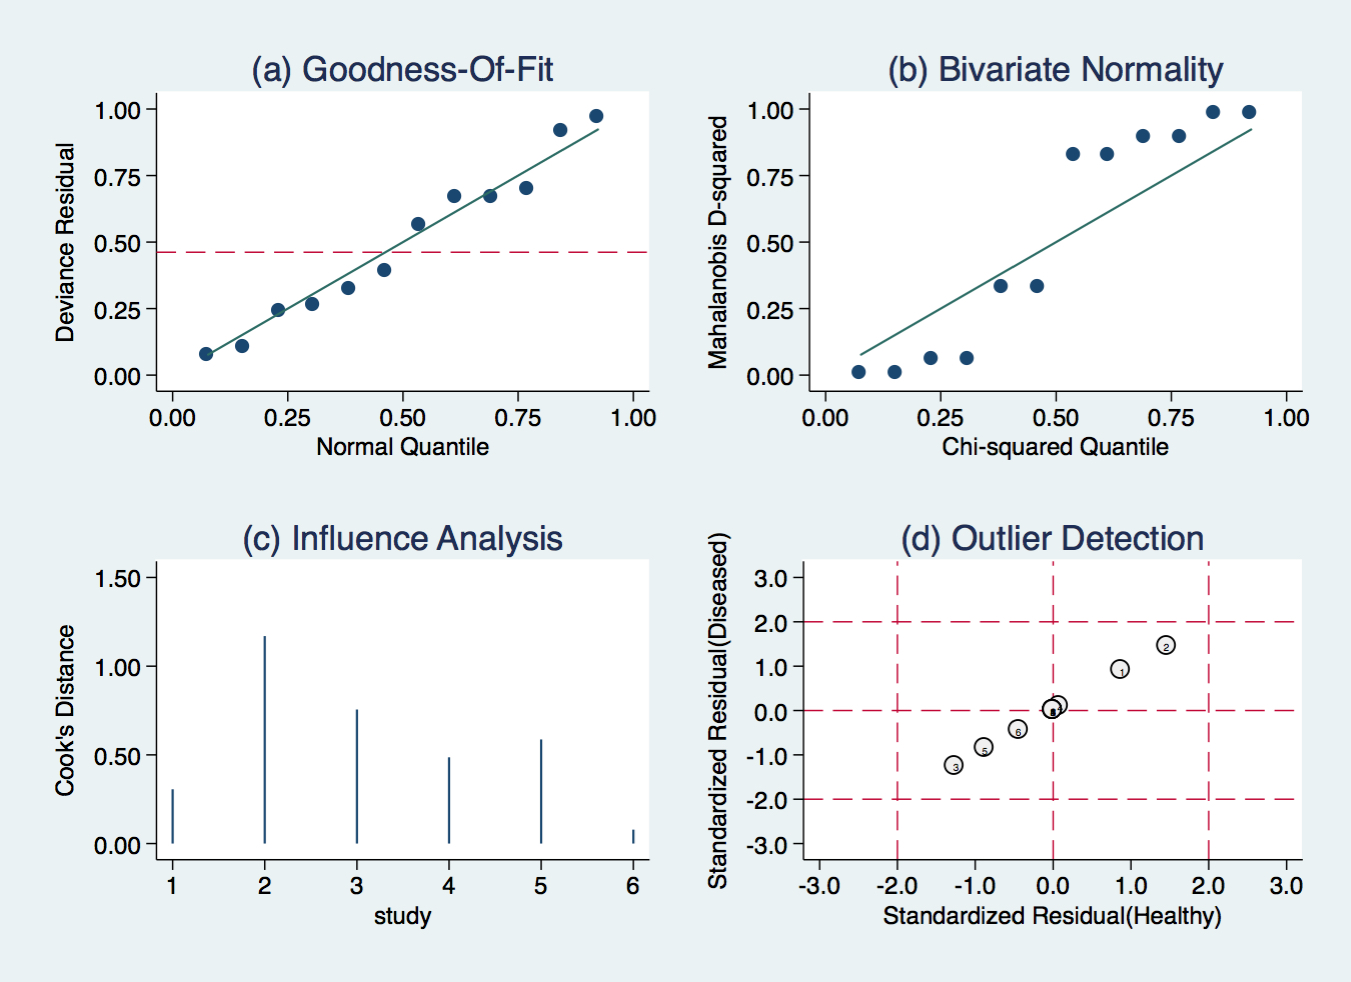 (a) Goodness-Of-Fit
Deviance Residual
1.00
0.75
0.50
0.25
0.00
0.00 0.25 0.50 0.75 1.00
Normal Quantile
(b) Bivariate Normality
Mahalanobis D-squared
1.00
0.75
0.50
0.25
0.00
0.00 0.25 0.50 0.75 1.00
Chi-squared Quantile
(c) Influence Analysis
Cook's Distance
1.50
1.00
0.50
0.00
1 2 3 4 5 6
study
(d) Outlier Detection
Standardized Residual(Diseased)
3.0
2.0
1.0
0.0
-1.0
-2.0
-3.0
2
1
6
5
3
-3.0 -2.0 -1.0 0.0 1.0 2.0 3.0
Standardized Residual(Healthy)